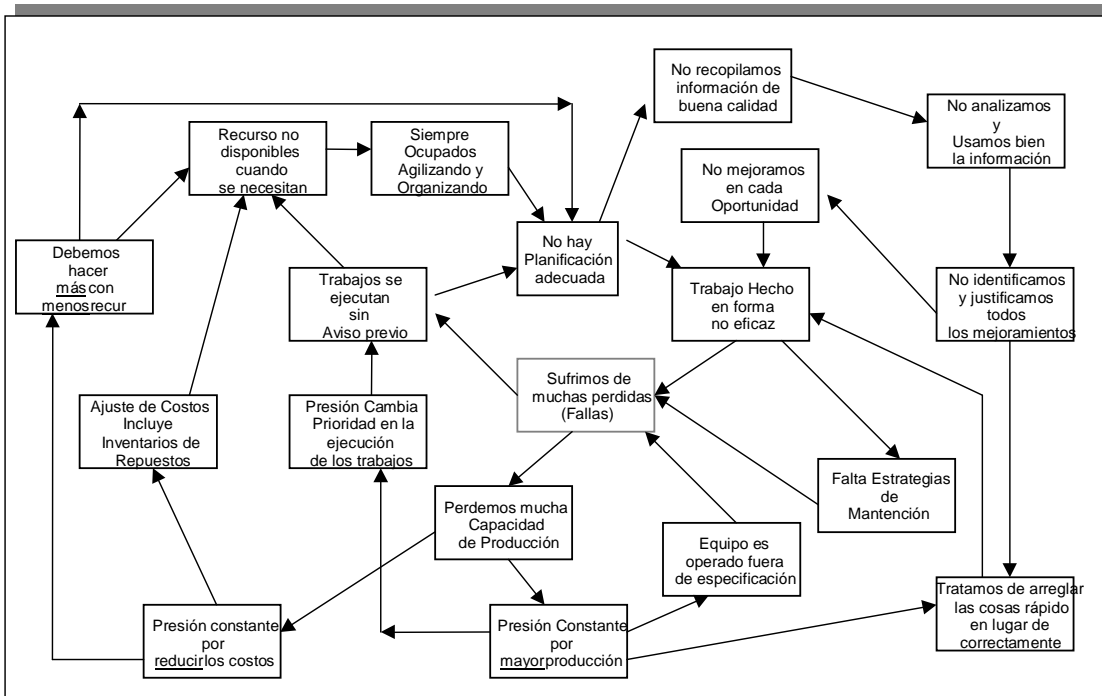 No recopilamos
información de
buena calidad
No analizamos
y
Usamos bien
la información
Recurso no
disponibles
cuando
se necesitan
Siempre
Ocupados
Agilizando y
Organizando
No mejoramos
en cada
Oportunidad
Debemos
hacer
más con
menosrecur
No hay
Planificación
adecuada
Trabajos se
ejecutan
sin
Aviso previo
Trabajo Hecho
en forma
no eficaz
No identificamos
y justificamos
todos
los mejoramientos
Sufrimos de
muchas perdidas
(Fallas)
Ajuste de Costos
Incluye
Inventarios de
Repuestos
Presión Cambia
Prioridad en la
ejecución
de los trabajos
Falta Estrategias
de
Mantención
Perdemos mucha
Capacidad
de Producción
Equipo es
operado fuera
de especificación
Presión constante
por
reducir los costos
Presión Constante
por
mayor producción
Tratamos de arreglar
las cosas rápido
en lugar de
correctamente